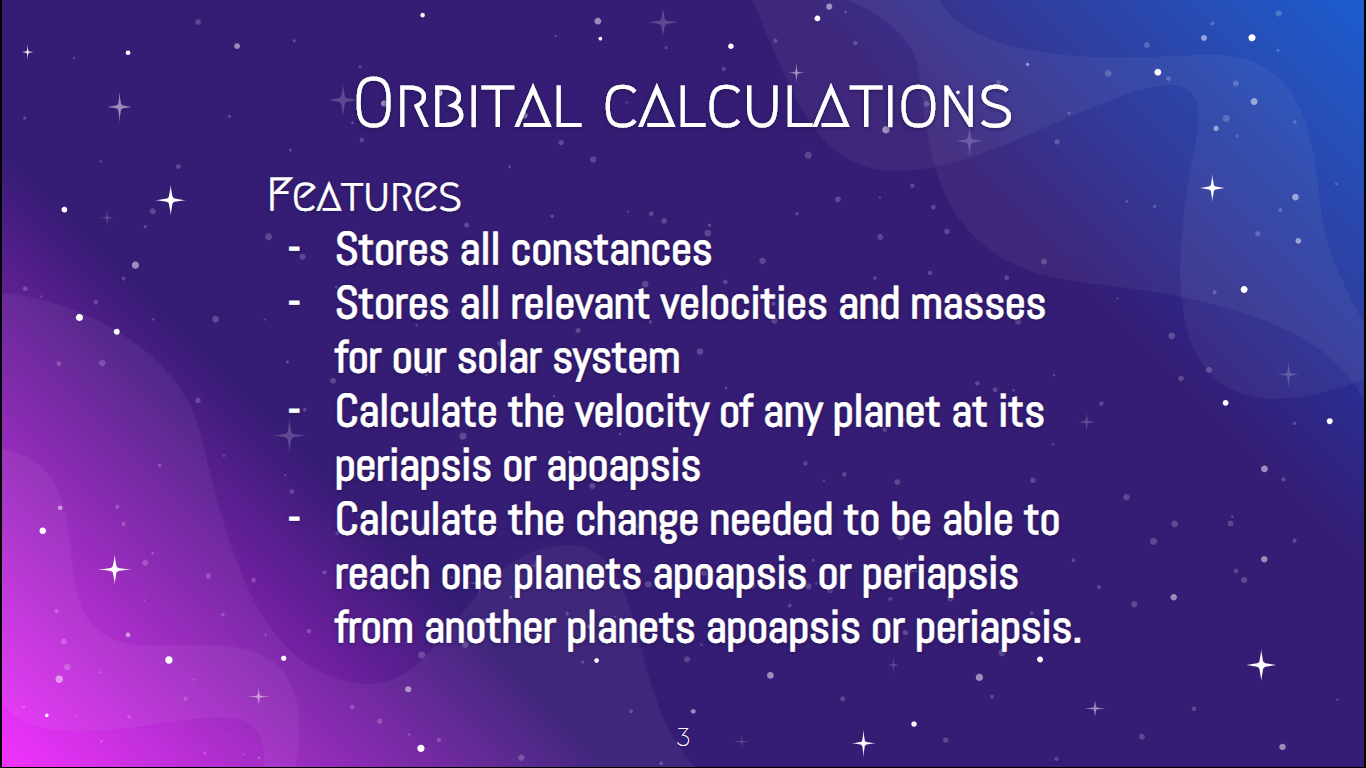 Orbital calculations
Features
- Stores all constances
- Stores all relevant velocities and masses
for our solar system
- Calculate the velocity of any planet at its
periapsis or apoapsis
- Calculate the change needed to be able to
reach one planets apoapsis or periapsis
from another planets apoapsis or periapsis.
3